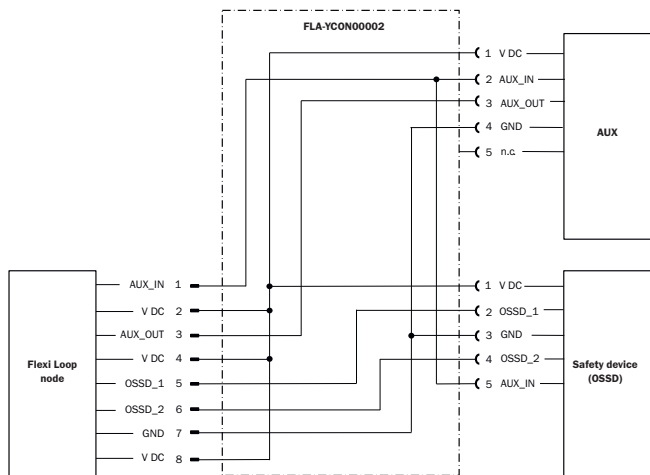 FLA-YCON00002
1 V DC
2 AUX_IN
3 AUX_OUT
4 GND
5 n.c.
AUX
AUX_IN 1
V DC 2
AUX_OUT 3
V DC 4
OSSD_1 5
OSSD_2 6
GND 7
V DC 8
Flexi Loop
node
1 V DC
2 OSSD_1
3 GND
4 OSSD_2
5 AUX_IN
Safety device
(OSSD)